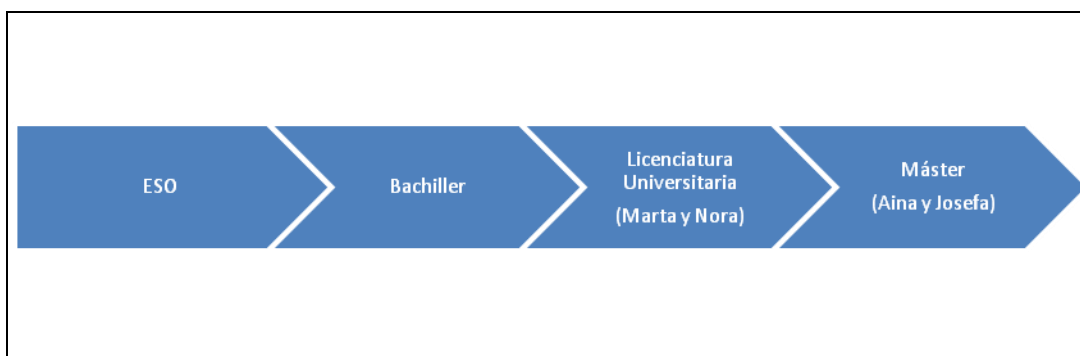 ESO
Bachiller
Licenciatura
Universitaria
(Marta y Nora)
Máster
(Aina y Josefa)